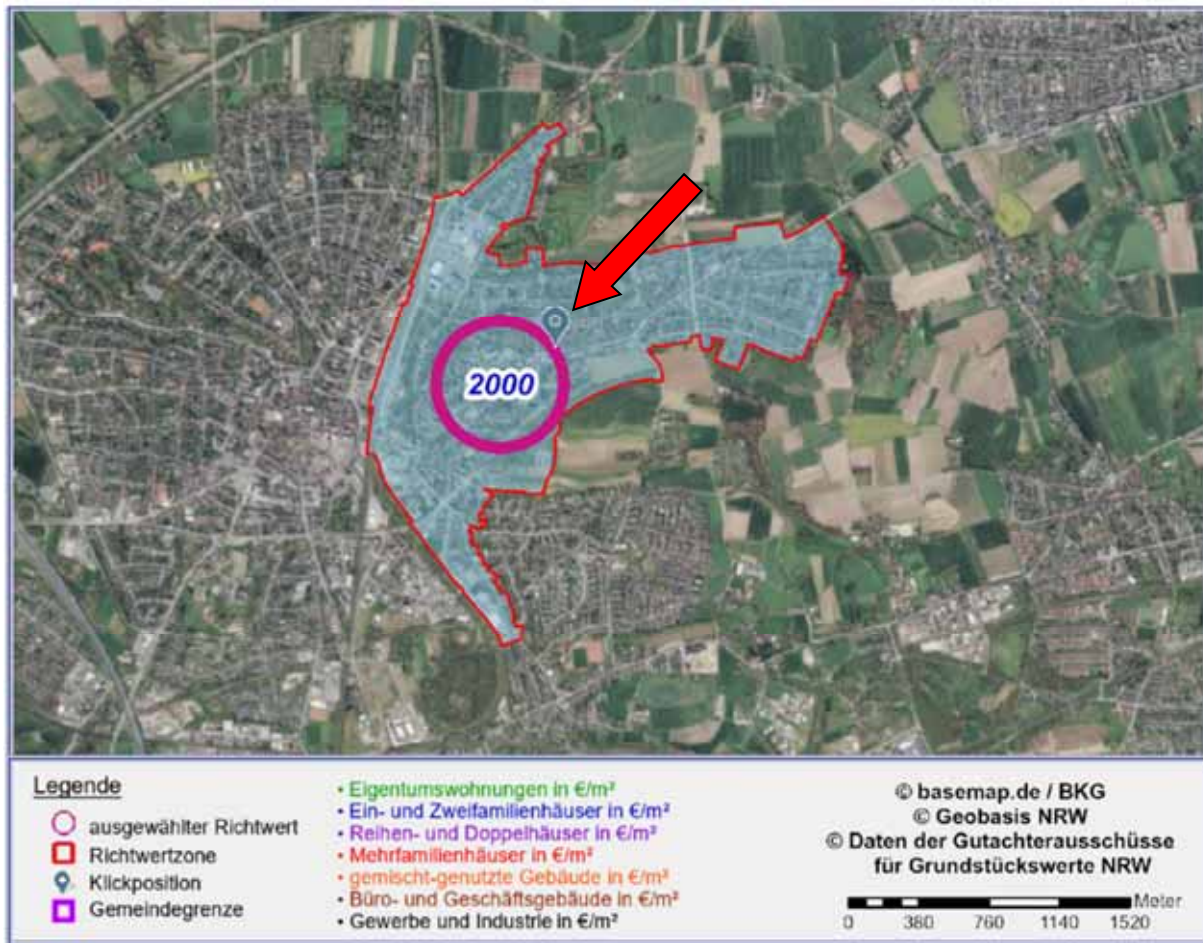 2000
Legende
ausgewählter Richtwert
Richtwertzone
Klickposition
Gemeindegrenze
• Eigentumswohnungen in €/m²
• Ein- und Zweifamilienhäuser in €/m²
• Reihen- und Doppelhäuser in €/m²
• Mehrfamilienhäuser in €/m²
• gemischt-genutzte Gebäude in €/m²
• Büro- und Geschäftsgebäude in €/m²
• Gewerbe und Industrie in €/m²
© basemap.de / BKG
© Geobasis NRW
© Daten der Gutachterausschüsse
für Grundstückswerte NRW
Meter
0 380 760 1140 1520